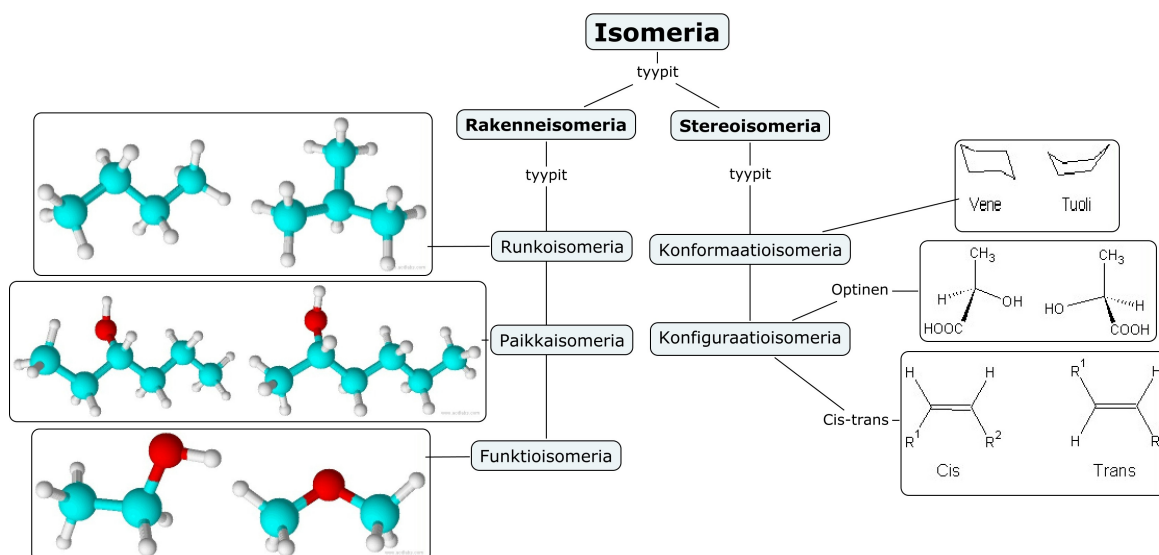 Isomeria
tyypit
Rakenneisomeria
Stereoisomeria
tyypit
tyypit
Vene
Tuoli
Runkoisomeria
Konformaatioisomeria
Optinen
CH₃
H
OH
HOOC
CH₃
HO
H
COOH
Paikkaisomeria
Konfiguraatioisomeria
Cis-trans
H
H
R¹
R²
Cis
R¹
H
H
R
Trans
Funktioisomeria